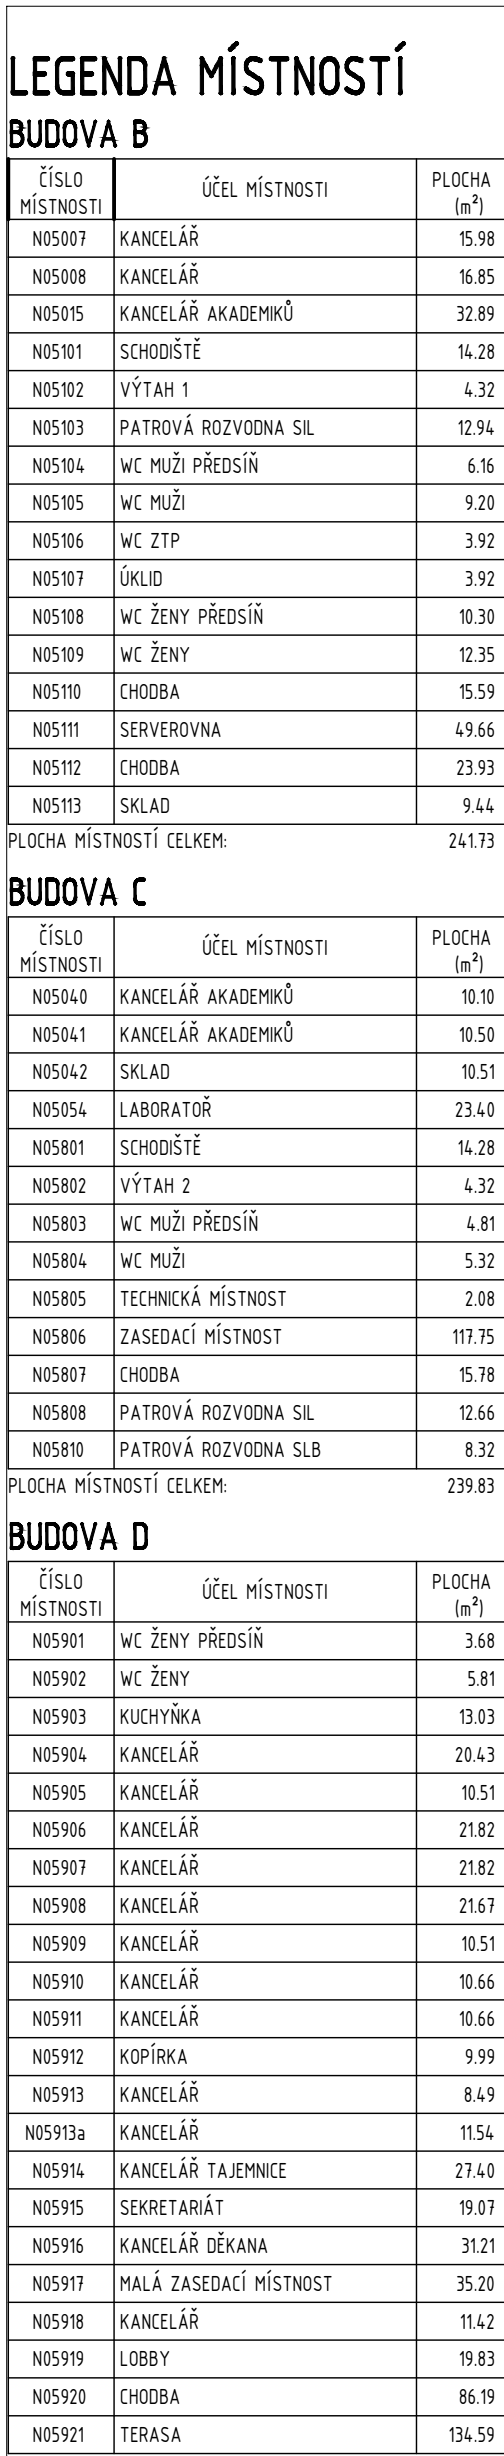 LEGENDA MÍSTNOSTÍ
BUDOVA B
ČÍSLO MÍSTNOSTI ÚČEL MÍSTNOSTI PLOCHA (m²)
N05007 KANCELÁŘ 15.98
N05008 KANCELÁŘ 16.85
N05015 KANCELÁŘ AKADEMIKŮ 32.89
N05101 SCHODIŠTĚ 14.28
N05102 VÝTAH 1 4.32
N05103 PATROVÁ ROZVODNA SIL 12.94
N05104 WC MUŽI PŘEDSÍŇ 6.16
N05105 WC MUŽI 9.20
N05106 WC ZTP 3.92
N05107 ÚKLID 3.92
N05108 WC ŽENY PŘEDSÍŇ 10.30
N05109 WC ŽENY 12.35
N05110 CHODBA 15.59
N05111 SERVEROVNA 49.66
N05112 CHODBA 23.93
N05113 SKLAD 9.44
PLOCHA MÍSTNOSTÍ CELKEM: 241.73
BUDOVA C
ČÍSLO MÍSTNOSTI ÚČEL MÍSTNOSTI PLOCHA (m²)
N05040 KANCELÁŘ AKADEMIKŮ 10.10
N05041 KANCELÁŘ AKADEMIKŮ 10.50
N05042 SKLAD 10.51
N05054 LABORATOŘ 23.40
N05801 SCHODIŠTĚ 14.28
N05802 VÝTAH 2 4.32
N05803 WC MUŽI PŘEDSÍŇ 4.81
N05804 WC MUŽI 5.32
N05805 TECHNICKÁ MÍSTNOST 2.08
N05806 ZASEDACÍ MÍSTNOST 117.75
N05807 CHODBA 15.78
N05808 PATROVÁ ROZVODNA SIL 12.66
N05810 PATROVÁ ROZVODNA SLB 8.32
PLOCHA MÍSTNOSTÍ CELKEM: 239.83
BUDOVA D
ČÍSLO MÍSTNOSTI ÚČEL MÍSTNOSTI PLOCHA (m²)
N05901 WC ŽENY PŘEDSÍŇ 3.68
N05902 WC ŽENY 5.81
N05903 KUCHYŇKA 13.03
N05904 KANCELÁŘ 20.43
N05905 KANCELÁŘ 10.51
N05906 KANCELÁŘ 21.82
N05907 KANCELÁŘ 21.82
N05908 KANCELÁŘ 21.67
N05909 KANCELÁŘ 10.51
N05910 KANCELÁŘ 10.66
N05911 KANCELÁŘ 10.66
N05912 KOPÍRKA 9.99
N05913 KANCELÁŘ 8.49
N05913a KANCELÁŘ 11.54
N05914 KANCELÁŘ TAJEMNICE 27.40
N05915 SEKRETARIÁT 19.07
N05916 KANCELÁŘ DĚKANA 31.21
N05917 MALÁ ZASEDACÍ MÍSTNOST 35.20
N05918 KANCELÁŘ 11.42
N05919 LOBBY 19.83
N05920 CHODBA 86.19
N05921 TERASA 134.59